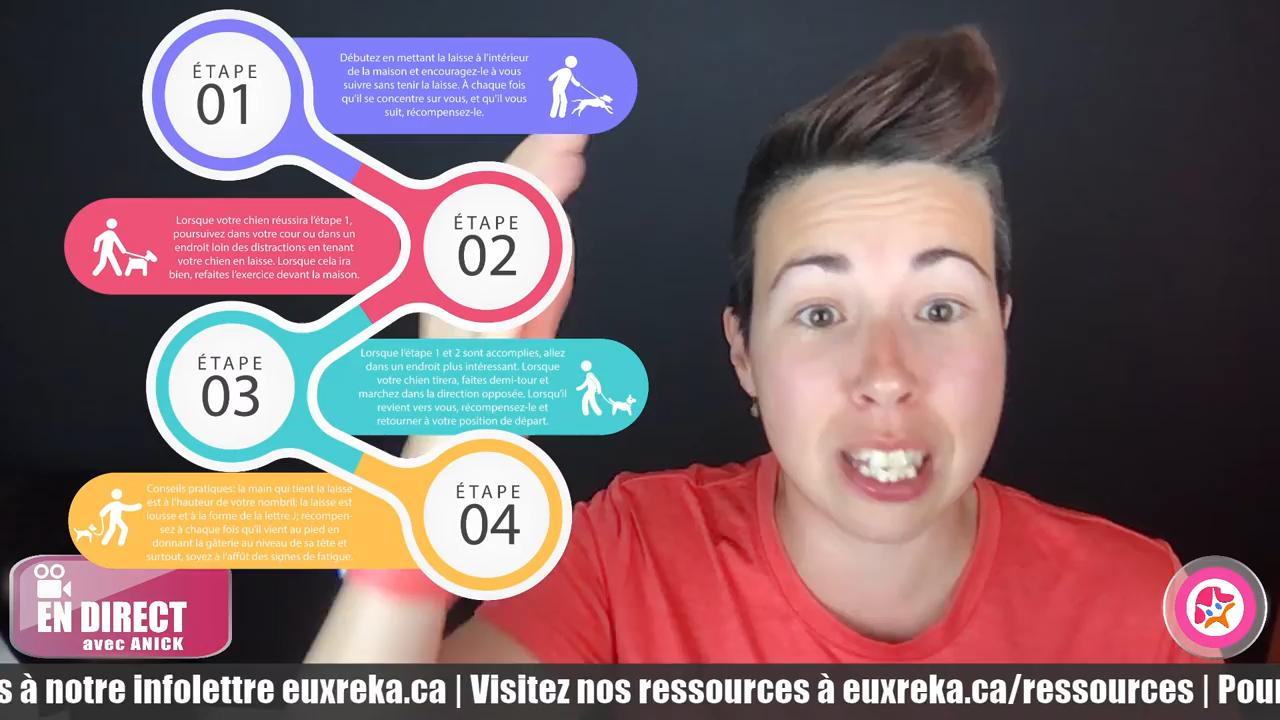 ÉTAPE
01
Débutez en mettant la laisse à l'intérieur
de la maison et encouragez-le à vous
suivre sans tenir la laisse. À chaque fois
qu'il se concentre sur vous, et qu'il vous
suit, récompensez-le.
Lorsque votre chien réussira l'étape 1,
poursuivez dans votre cour ou dans un
endroit loin des distractions en tenant
votre chien en laisse. Lorsque cela ira
bien, refaites l'exercice devant la maison.
ÉTAPE
02
ÉTAPE
03
Lorsque l'étape 1 et 2 sont accomplies, allez
dans un endroit plus intéressant. Lorsque
votre chien tirera, faites demi-tour et
marchez dans la direction opposée. Lorsqu'il
revient vers vous, récompensez-le et
retourner à votre position de départ.
Conseils pratiques: la main qui tient la laisse
est à l'hauteur de votre nombril; la laisse est
lousse et à la forme de la lettre J; récompen-
sez à chaque fois qu'il vient au pied en
donnant la gâterie au niveau de sa tête et
surtout, soyez à l'affût des signes de fatigue.
ÉTAPE
04
EN DIRECT
avec ANICK
s à notre infolettre euxreka.ca | Visitez nos ressources à euxreka.ca/ressources | Pour